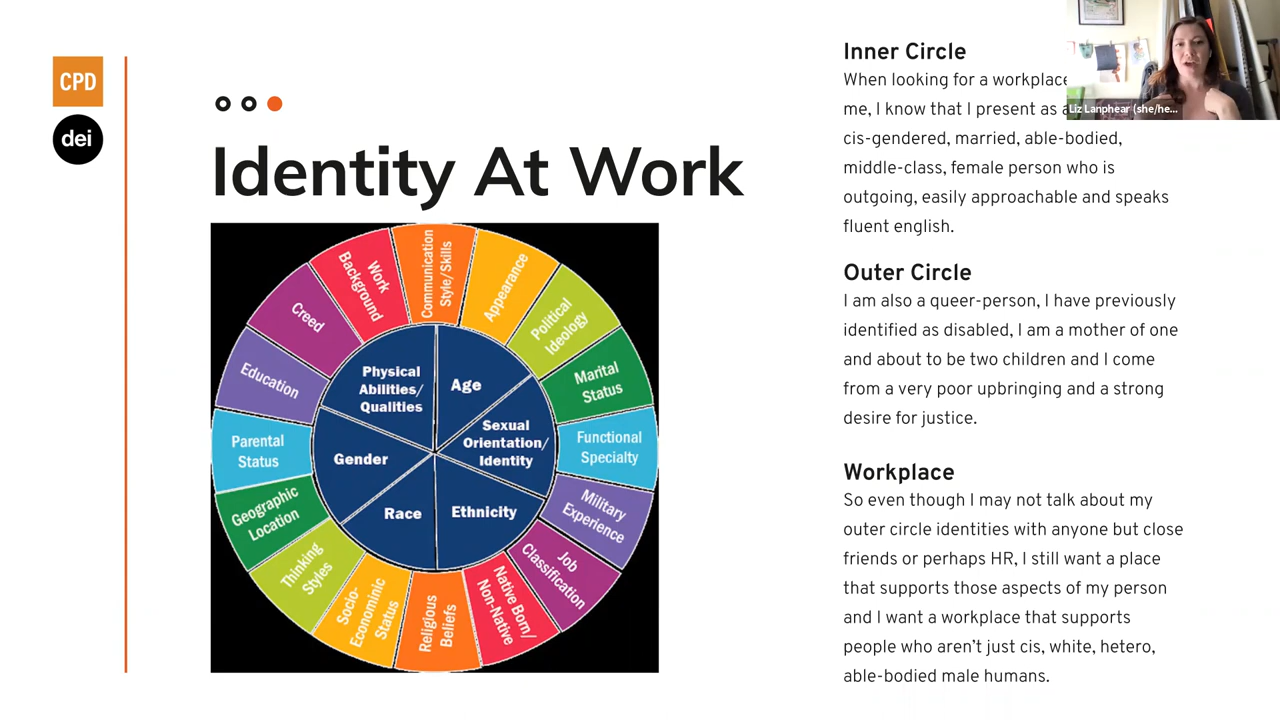 CPD
dei
Identity At Work
Communication
Style/Skills
Appearance
Political
Ideology
Marital
Status
Functional
Specialty
Military
Experience
Job
Classification
Native Born/
Non-Native
Religious
Beliefs
Socio-
Econominic
Status
Thinking
Styles
Geographic
Location
Parental
Status
Education
Creed
Work
Background
Physical
Abilities/
Qualities
Age
Sexual
Orientation/
Identity
Ethnicity
Race
Gender
Inner Circle
When looking for a workplace
me, I know that I present as a
cis-gendered, married, able-bodied,
middle-class, female person who is
outgoing, easily approachable and speaks
fluent english.
Outer Circle
I am also a queer-person, I have previously
identified as disabled, I am a mother of one
and about to be two children and I come
from a very poor upbringing and a strong
desire for justice.
Workplace
So even though I may not talk about my
outer circle identities with anyone but close
friends or perhaps HR, I still want a place
that supports those aspects of my person
and I want a workplace that supports
people who aren't just cis, white, hetero,
able-bodied male humans.
Liz Lanphear (she/he...